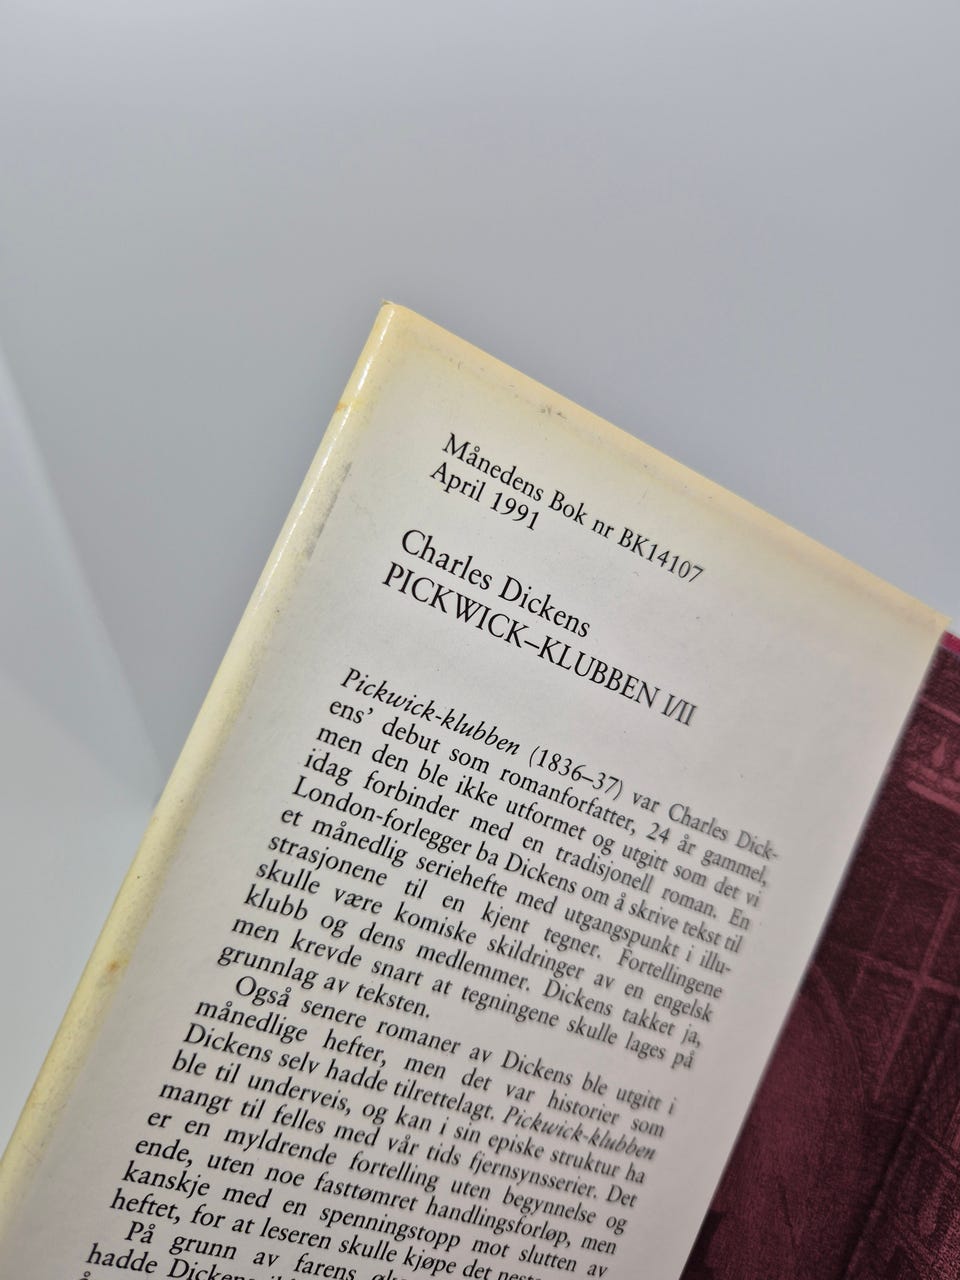 Månedens Bok nr BK14107
April 1991
Charles Dickens
PICKWICK–KLUBBEN I/II
Pickwick-klubben (1836–37) var Charles Dick-
ens’ debut som romanforfatter, 24 år gammel,
men den ble ikke utformet og utgitt som det vi
idag forbinder med en tradisjonell roman. En
London-forlegger ba Dickens om å skrive tekst til
et månedlig seriehefte med utgangspunkt i illu-
strasjonene til en kjent tegner. Fortellingene
skulle være komiske skildringer av en engelsk
klubb og dens medlemmer. Dickens takket ja,
men krevde snart at tegningene skulle lages på
grunnlag av teksten.
Også senere romaner av Dickens ble utgitt i
månedlige hefter, men det var historier som
Dickens selv hadde tilrettelagt. Pickwick-klubben
ble til underveis, og kan i sin episke struktur ha
mangt til felles med vår tids fjernsynsserier. Det
er en myldrende fortelling uten begynnelse og
ende, uten noe fasttømret handlingsforløp, men
kanskje med en spenningstopp mot slutten av
heftet, for at leseren skulle kjøpe det neste
På grunn av farens
hadde Dickens